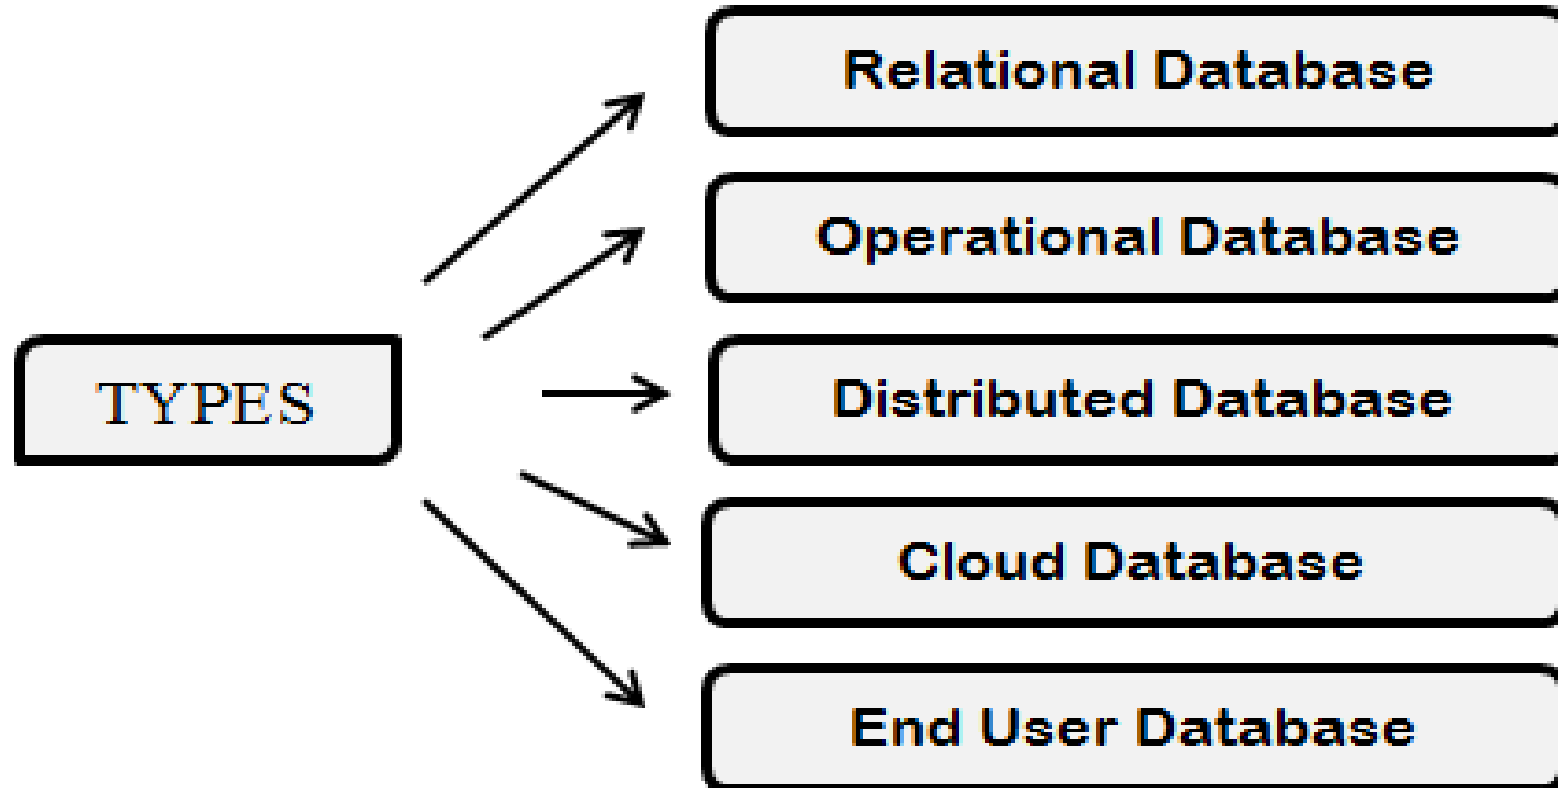 Relational Database
Operational Database
TYPES
Distributed Database
Cloud Database
End User Database